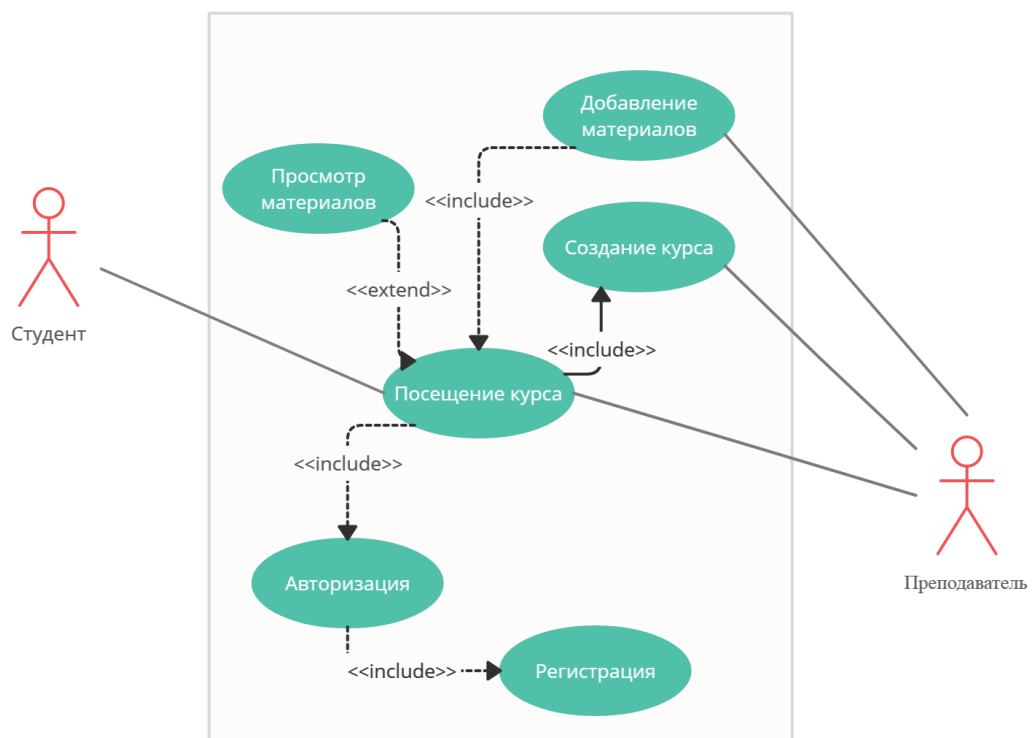 Добавление
материалов
Просмотр
материалов
<<include>>
Создание курса
<<extend>>
Студент
<<include>>
Посещение курса
<<include>>
Авторизация
Преподаватель
<<include>>
Регистрация